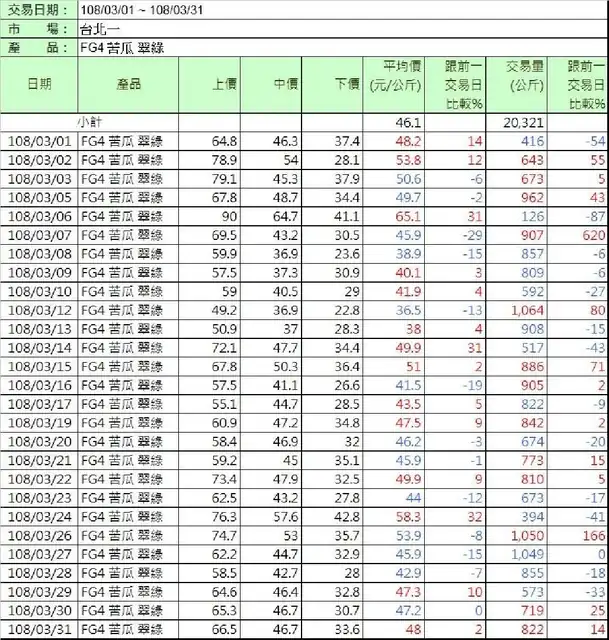 交易日期： 108/03/01 ~ 108/03/31
市　　場： 台北一
產　　品： FG4 苦瓜 翠綠
日期 產品 上價 中價 下價 平均價(元/公斤) 跟前一交易日比較% 交易量(公斤) 跟前一交易日比較%
小計 46.1 20,321
108/03/01 FG4 苦瓜 翠綠 64.8 46.3 37.4 48.2 14 416 -54
108/03/02 FG4 苦瓜 翠綠 78.9 54 28.1 53.8 12 643 55
108/03/03 FG4 苦瓜 翠綠 79.1 45.3 37.9 50.6 -6 673 5
108/03/05 FG4 苦瓜 翠綠 67.8 48.7 34.4 49.7 -2 962 43
108/03/06 FG4 苦瓜 翠綠 90 64.7 41.1 65.1 31 126 -87
108/03/07 FG4 苦瓜 翠綠 69.5 43.2 30.5 45.9 -29 907 620
108/03/08 FG4 苦瓜 翠綠 59.9 36.9 23.6 38.9 -15 857 -6
108/03/09 FG4 苦瓜 翠綠 57.5 37.3 30.9 40.1 3 809 -6
108/03/10 FG4 苦瓜 翠綠 59 40.5 29 41.9 4 592 -27
108/03/12 FG4 苦瓜 翠綠 49.2 36.9 22.8 36.5 -13 1,064 80
108/03/13 FG4 苦瓜 翠綠 50.9 37 28.3 38 4 908 -15
108/03/14 FG4 苦瓜 翠綠 72.1 47.7 34.4 49.9 31 517 -43
108/03/15 FG4 苦瓜 翠綠 67.8 50.3 36.4 51 2 886 71
108/03/16 FG4 苦瓜 翠綠 57.5 41.1 26.6 41.5 -19 905 2
108/03/17 FG4 苦瓜 翠綠 55.1 44.7 28.5 43.5 5 822 -9
108/03/19 FG4 苦瓜 翠綠 60.9 47.2 34.8 47.5 9 842 2
108/03/20 FG4 苦瓜 翠綠 58.4 46.9 32 46.2 -3 674 -20
108/03/21 FG4 苦瓜 翠綠 59.2 45 35.1 45.9 -1 773 15
108/03/22 FG4 苦瓜 翠綠 73.4 47.9 32.5 49.9 9 810 5
108/03/23 FG4 苦瓜 翠綠 62.5 43.2 27.8 44 -12 673 -17
108/03/24 FG4 苦瓜 翠綠 76.3 57.6 42.8 58.3 32 394 -41
108/03/26 FG4 苦瓜 翠綠 74.7 53 35.7 53.9 -8 1,050 166
108/03/27 FG4 苦瓜 翠綠 62.2 44.7 32.9 45.9 -15 1,049 0
108/03/28 FG4 苦瓜 翠綠 58.5 42.7 28 42.9 -7 855 -18
108/03/29 FG4 苦瓜 翠綠 64.6 46.4 32.8 47.3 10 573 -33
108/03/30 FG4 苦瓜 翠綠 65.3 46.7 30.7 47.2 0 719 25
108/03/31 FG4 苦瓜 翠綠 66.5 46.7 33.6 48 2 822 14